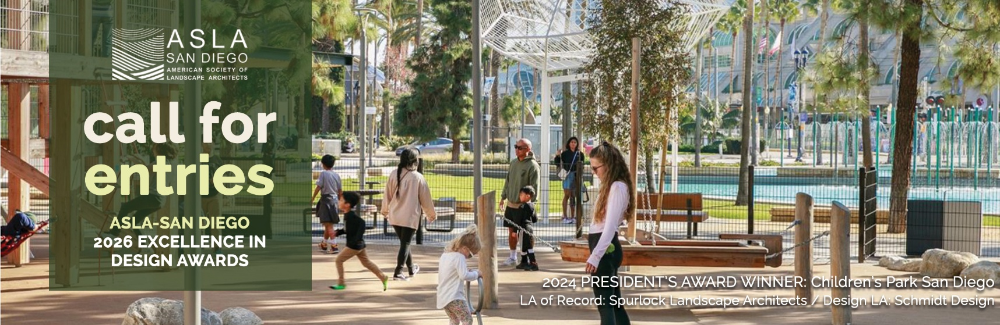 ASLA
SAN DIEGO
AMERICAN SOCIETY OF
LANDSCAPE ARCHITECTS
call for
entries
ASLA-SAN DIEGO
2026 EXCELLENCE IN
DESIGN AWARDS
2024 PRESIDENT'S AWARD WINNER: Children's Park San Diego
LA of Record: Spurlock Landscape Architects / Design LA: Schmidt Design